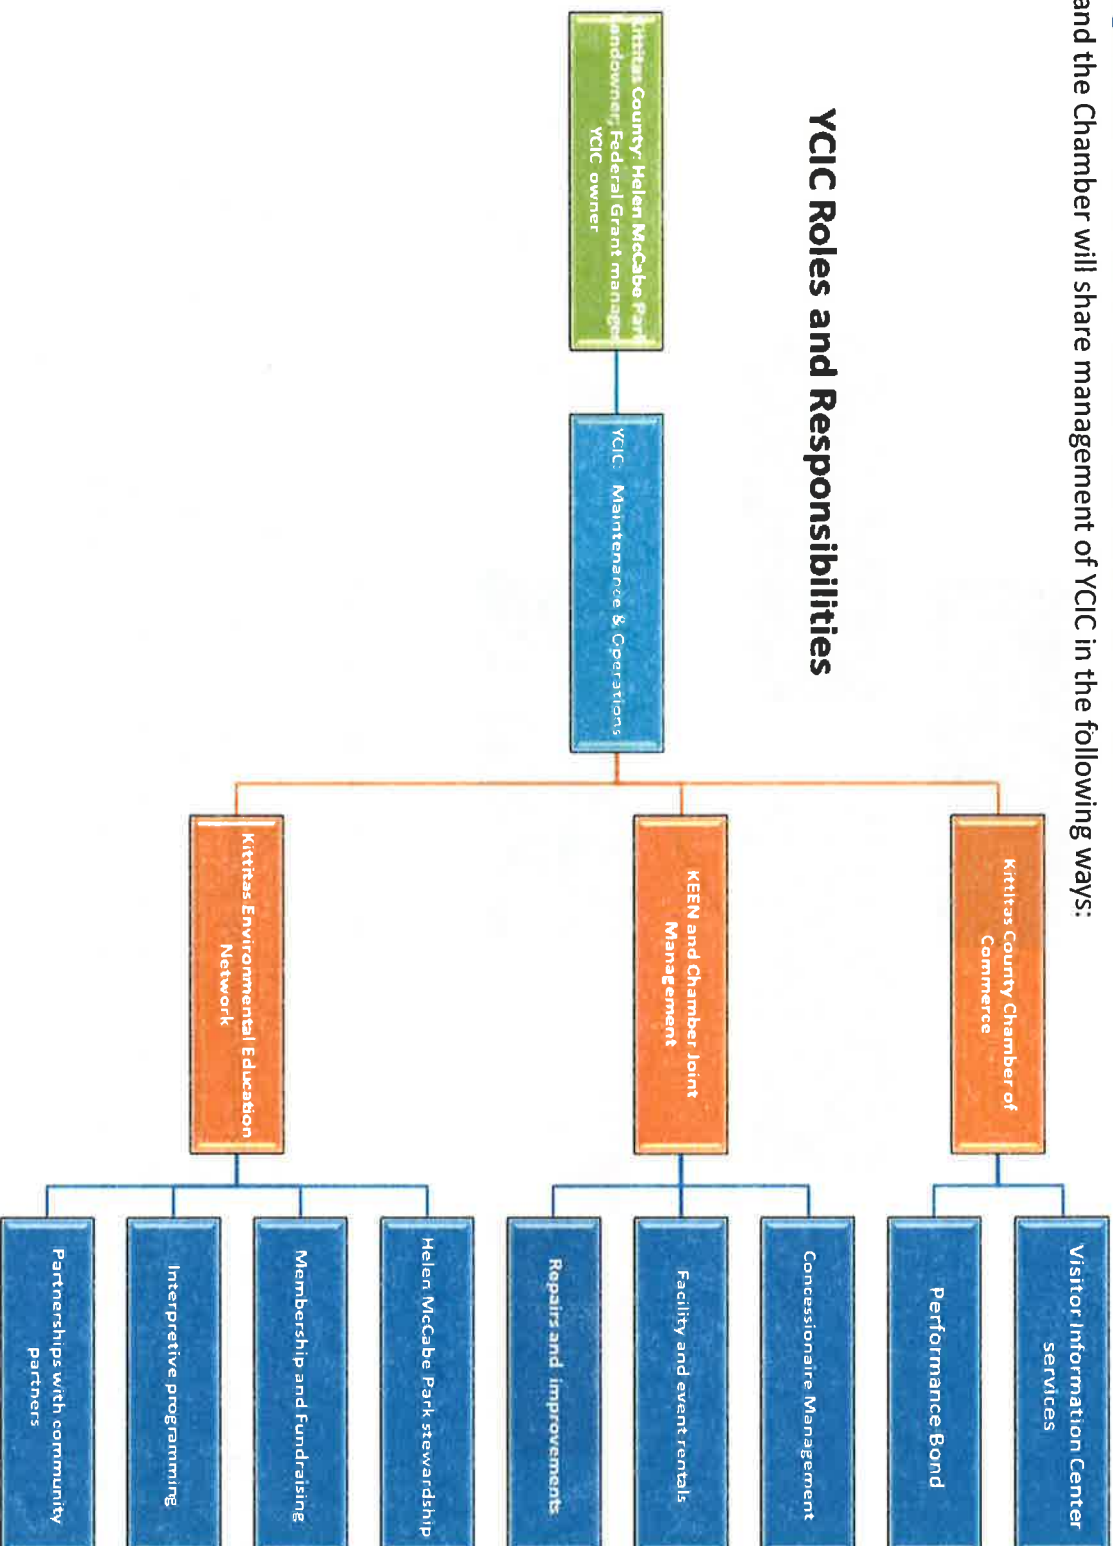 and the Chamber will share management of YCIC in the following ways:
YCIC Roles and Responsibilities
Kittitas County: Helen McCabe Park
landowner, Federal Grant manager
YCIC owner
YCIC: Maintenance & Operations
Kittitas County Chamber of
Commerce
Visitor Information Center
services
Performance Bond
KEEN and Chamber Joint
Management
Concessionaire Management
Facility and event rentals
Repairs and improvements
Kittitas Environmental Education
Network
Helen McCabe Park stewardship
Membership and Fundraising
Interpretive programming
Partnerships with community
partners